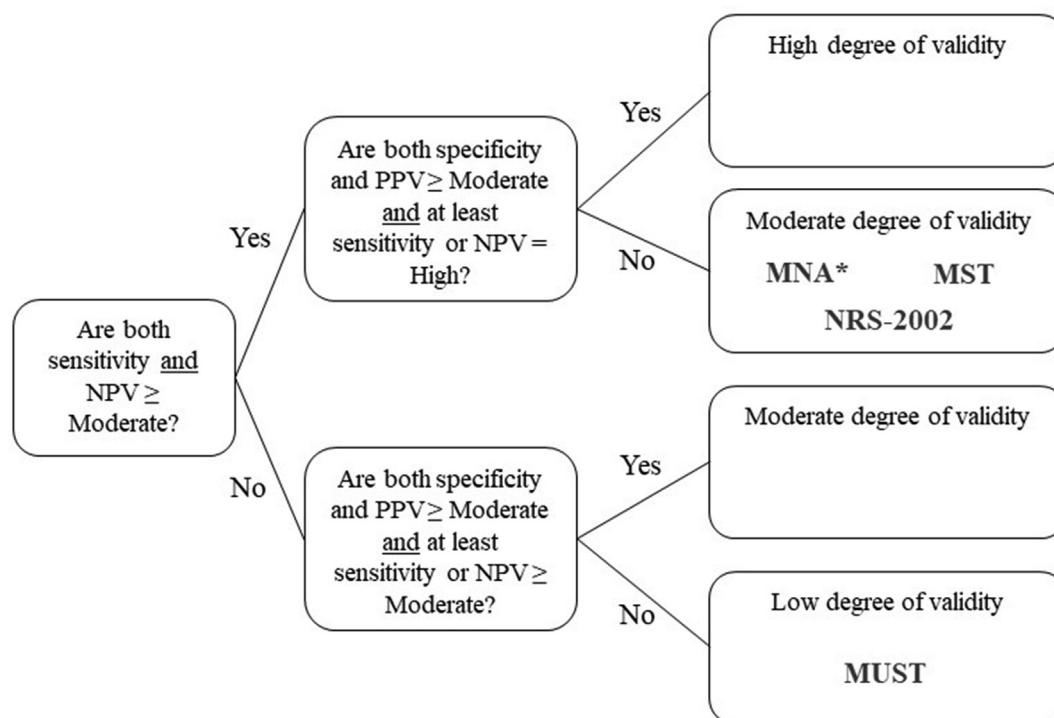 High degree of validity
Yes
Are both specificity
and PPV ≥ Moderate
and at least
sensitivity or NPV =
High?
Yes
No
Moderate degree of validity
MNA* MST
NRS-2002
Are both
sensitivity and
NPV ≥
Moderate?
No
Are both specificity
and PPV ≥ Moderate
and at least
sensitivity or NPV ≥
Moderate?
Yes
Moderate degree of validity
No
Low degree of validity
MUST